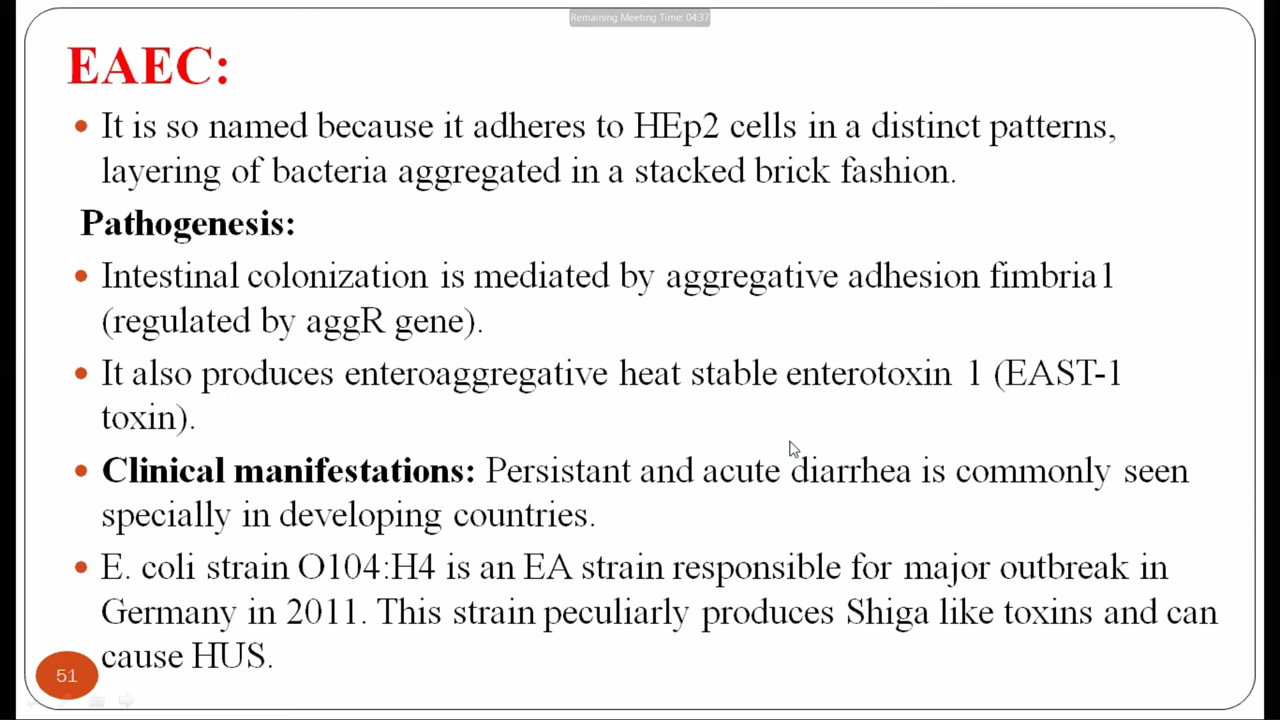 Remaining Meeting Time: 04:37
EAEC:
• It is so named because it adheres to HEp2 cells in a distinct patterns,
layering of bacteria aggregated in a stacked brick fashion.
Pathogenesis:
• Intestinal colonization is mediated by aggregative adhesion fimbria1
(regulated by aggR gene).
• It also produces enteroaggregative heat stable enterotoxin 1 (EAST-1
toxin).
• Clinical manifestations: Persistant and acute diarrhea is commonly seen
specially in developing countries.
• E. coli strain O104:H4 is an EA strain responsible for major outbreak in
Germany in 2011. This strain peculiarly produces Shiga like toxins and can
cause HUS.
51